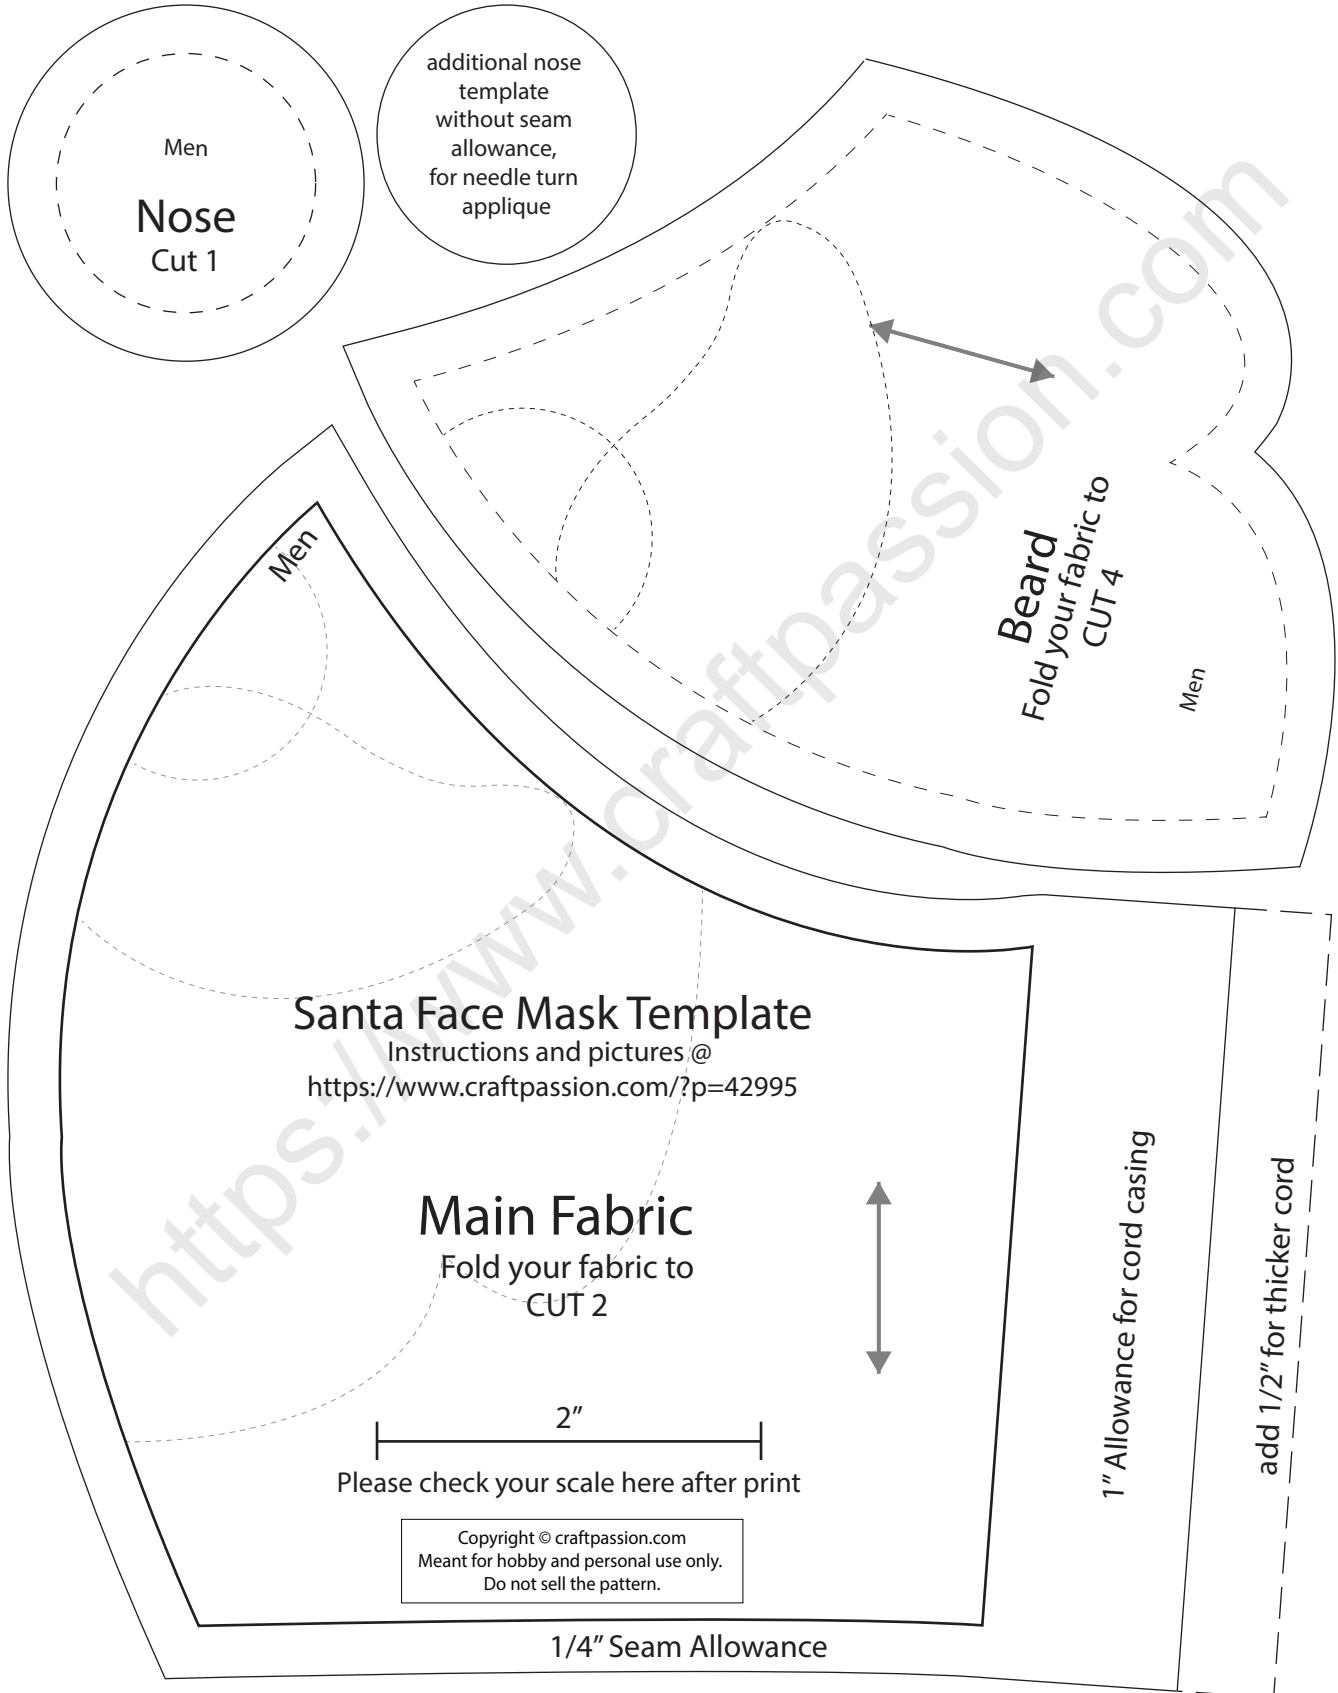 Men
Nose
Cut 1
additional nose
template
without seam
allowance,
for needle turn
applique
Beard
Fold your fabric to
CUT 4
Men
Men
Santa Face Mask Template
Instructions and pictures @
https://www.craftpassion.com/?p=42995
Main Fabric
Fold your fabric to
CUT 2
2”
Please check your scale here after print
Copyright © craftpassion.com
Meant for hobby and personal use only.
Do not sell the pattern.
1/4” Seam Allowance
1” Allowance for cord casing
add 1/2” for thicker cord
https://www.craftpassion.com